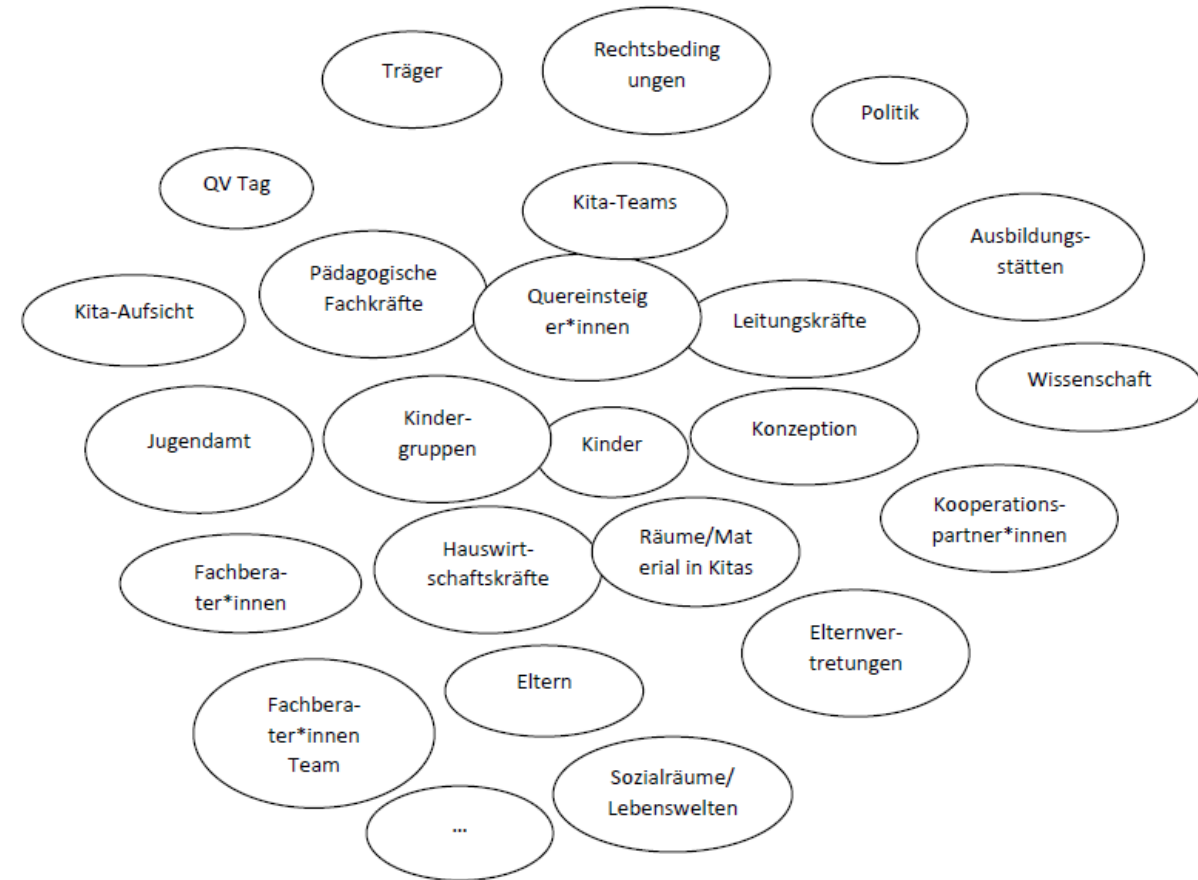 Träger
Rechtsbeding
ungen
Politik
QV Tag
Kita-Teams
Ausbildungs-
stätten
Pädagogische
Fachkräfte
Quereinsteig
er*innen
Kita-Aufsicht
Leitungskräfte
Wissenschaft
Jugendamt
Kinder-
gruppen
Kinder
Konzeption
Kooperations-
partner*innen
Hauswirt-
schaftskräfte
Räume/Mat
erial in Kitas
Fachbera-
ter*innen
Elternver-
tretungen
Eltern
Fachbera-
ter*innen
Team
Sozialräume/
Lebenswelten
...